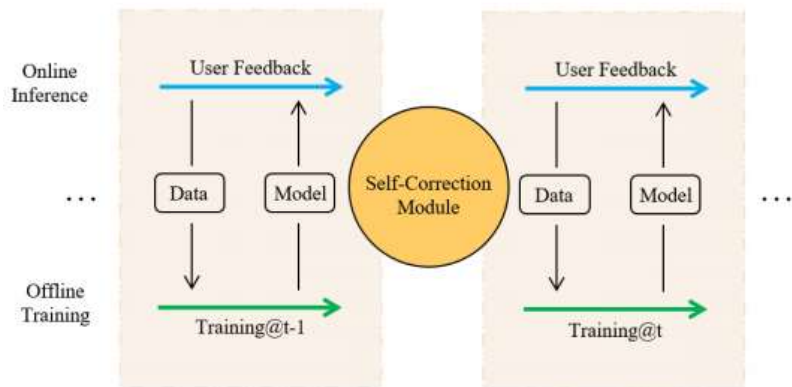 Online
Inference
User Feedback
User Feedback
...
Data
Model
Self-Correction
Module
Data
Model
...
Offline
Training
Training@t-1
Training@t